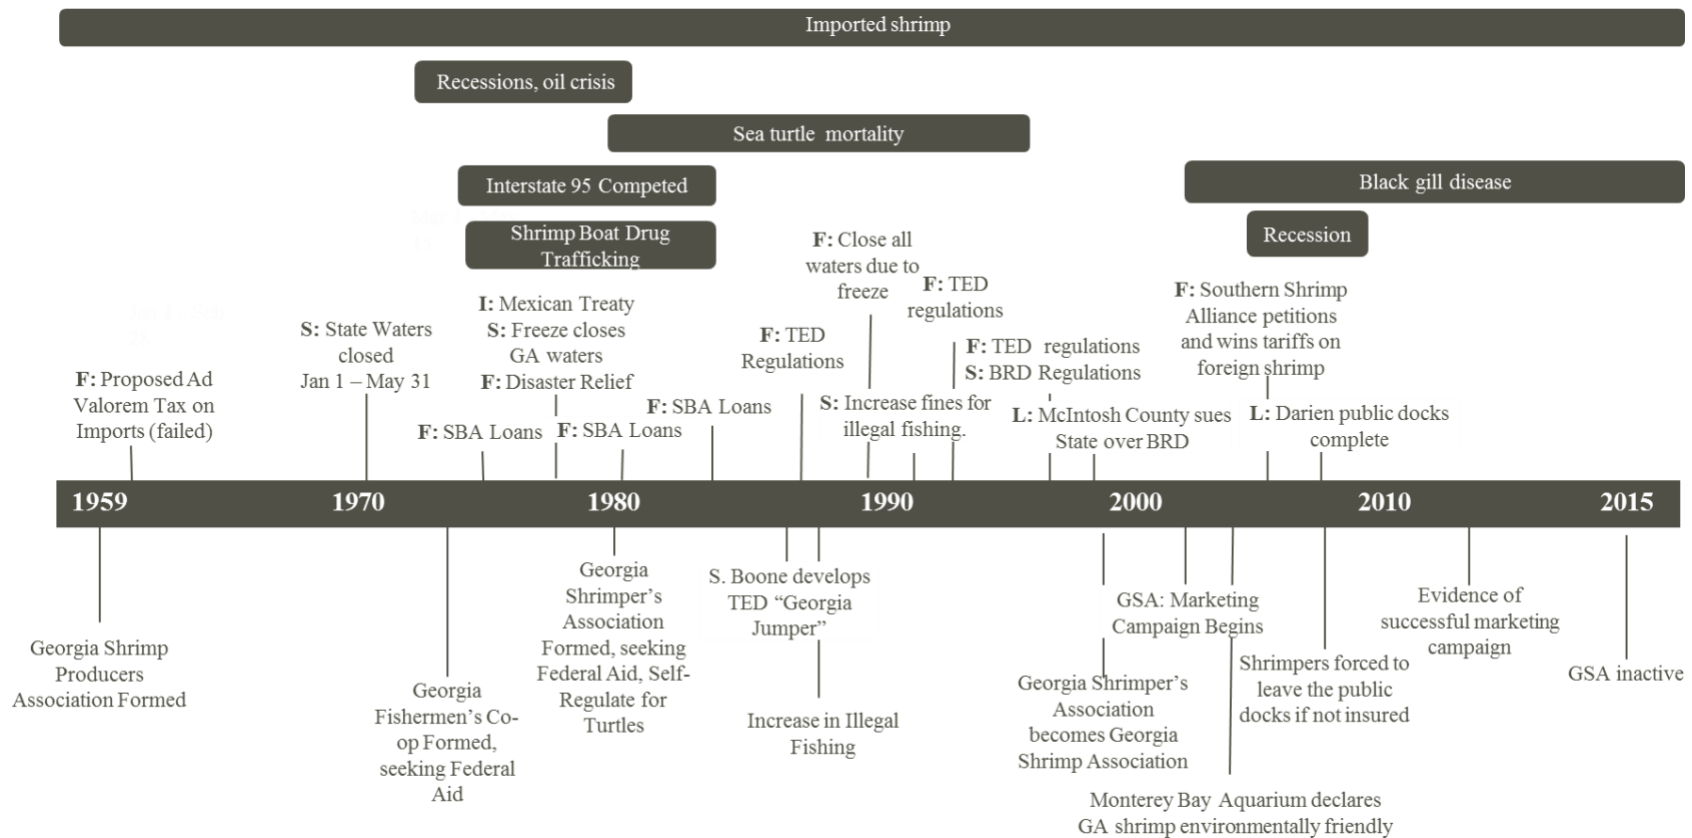 Imported shrimp
Recessions, oil crisis
Sea turtle mortality
Interstate 95 Competed
Black gill disease
Shrimp Boat Drug
Trafficking
Recession
F: Proposed Ad
Valorem Tax on
Imports (failed)
S: State Waters
closed
Jan 1 – May 31
F: SBA Loans
I: Mexican Treaty
S: Freeze closes
GA waters
F: Disaster Relief
F: SBA Loans
F: SBA Loans
F: TED
Regulations
F: Close all
waters due to
freeze
S: Increase fines for
illegal fishing.
F: TED
regulations
F: TED regulations
S: BRD Regulations
L: McIntosh County sues
State over BRD
F: Southern Shrimp
Alliance petitions
and wins tariffs on
foreign shrimp
L: Darien public docks
complete
1959 1970 1980 1990 2000 2010 2015
Georgia Shrimp
Producers
Association Formed
Georgia
Fishermen’s Co-
op Formed,
seeking Federal
Aid
Georgia
Shrimper’s
Association
Formed, seeking
Federal Aid, Self-
Regulate for
Turtles
S. Boone develops
TED “Georgia
Jumper”
Increase in Illegal
Fishing
Georgia Shrimper’s
Association
becomes Georgia
Shrimp Association
GSA: Marketing
Campaign Begins
Monterey Bay Aquarium declares
GA shrimp environmentally friendly
Shrimpers forced to
leave the public
docks if not insured
Evidence of
successful marketing
campaign
GSA inactive